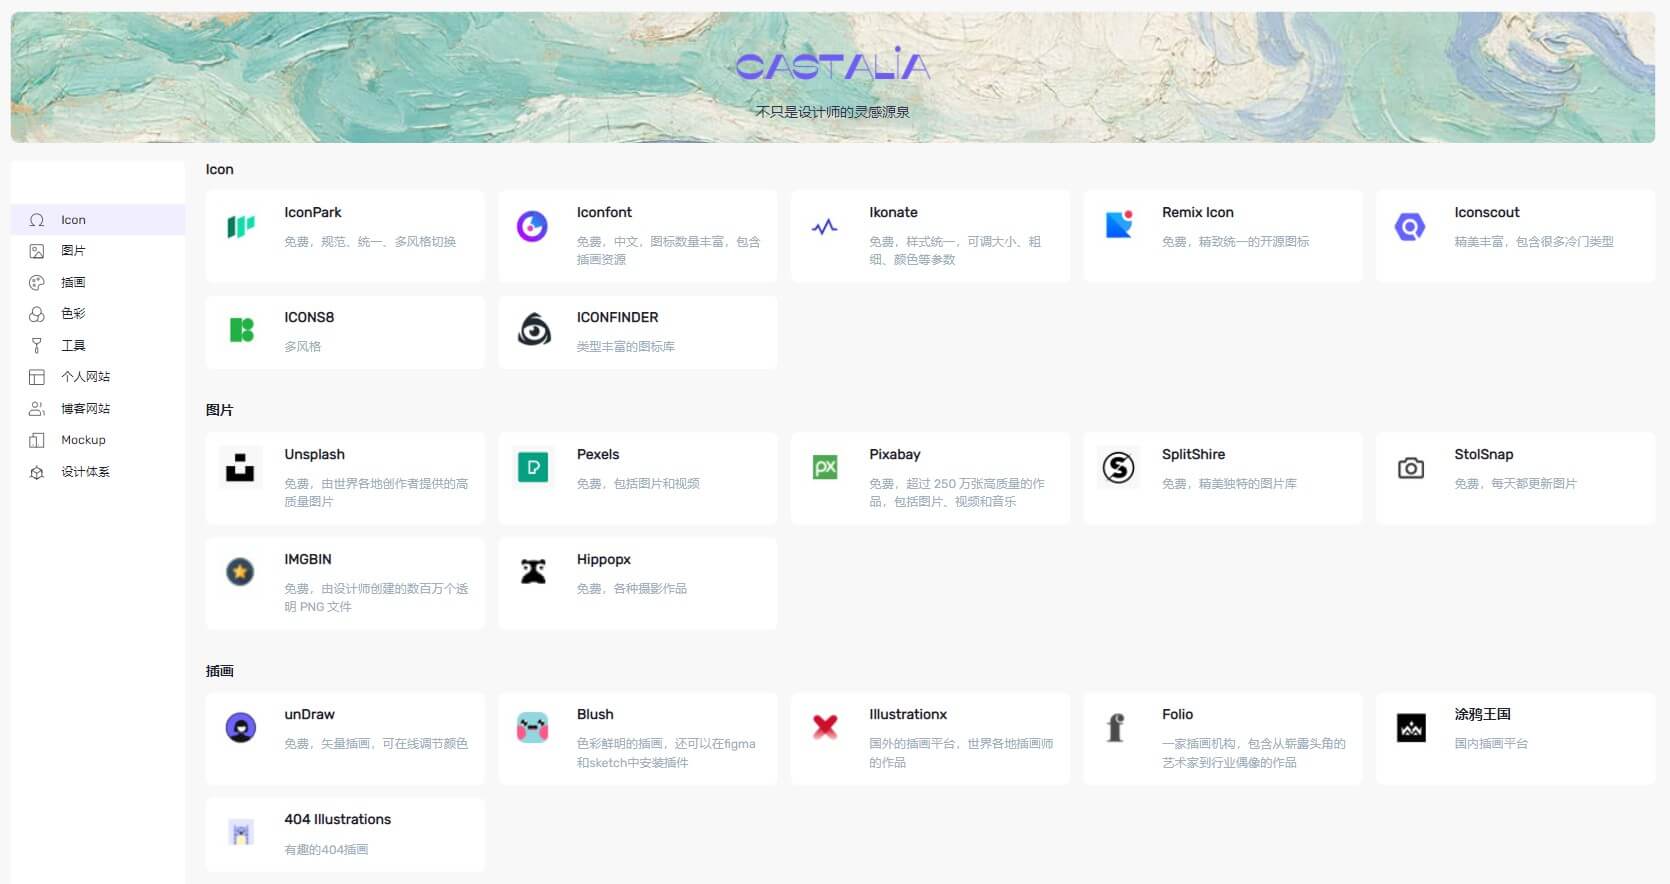 CASTALIA
不只是设计师的灵感源泉
Icon
图片
插画
色彩
工具
个人网站
博客网站
Mockup
设计体系
Icon
IconPark
免费，规范、统一、多风格切换
Iconfont
免费，中文，图标数量丰富，包含
插画资源
Ikonate
免费，样式统一，可调大小、粗
细、颜色等参数
Remix Icon
免费，精致统一的开源图标
Iconscout
精美丰富，包含很多冷门类型
ICONS8
多风格
ICONFINDER
类型丰富的图标库
图片
Unsplash
免费，由世界各地创作者提供的高
质量图片
Pexels
免费，包括图片和视频
px
Pixabay
免费，超过 250 万张高质量的作
品，包括图片、视频和音乐
SplitShire
免费，精美独特的图片库
StolSnap
免费，每天都更新图片
IMGBIN
免费，由设计师创建的数百万个透
明 PNG 文件
Hippopx
免费，各种摄影作品
插画
unDraw
免费，矢量插画，可在线调节颜色
Blush
色彩鲜明的插画，还可以在figma
和sketch中安装插件
Illustrationx
国外的插画平台，世界各地插画师
的作品
f
Folio
一家插画机构，包含从崭露头角的
艺术家到行业偶像的作品
涂鸦王国
国内插画平台
404 Illustrations
有趣的404插画